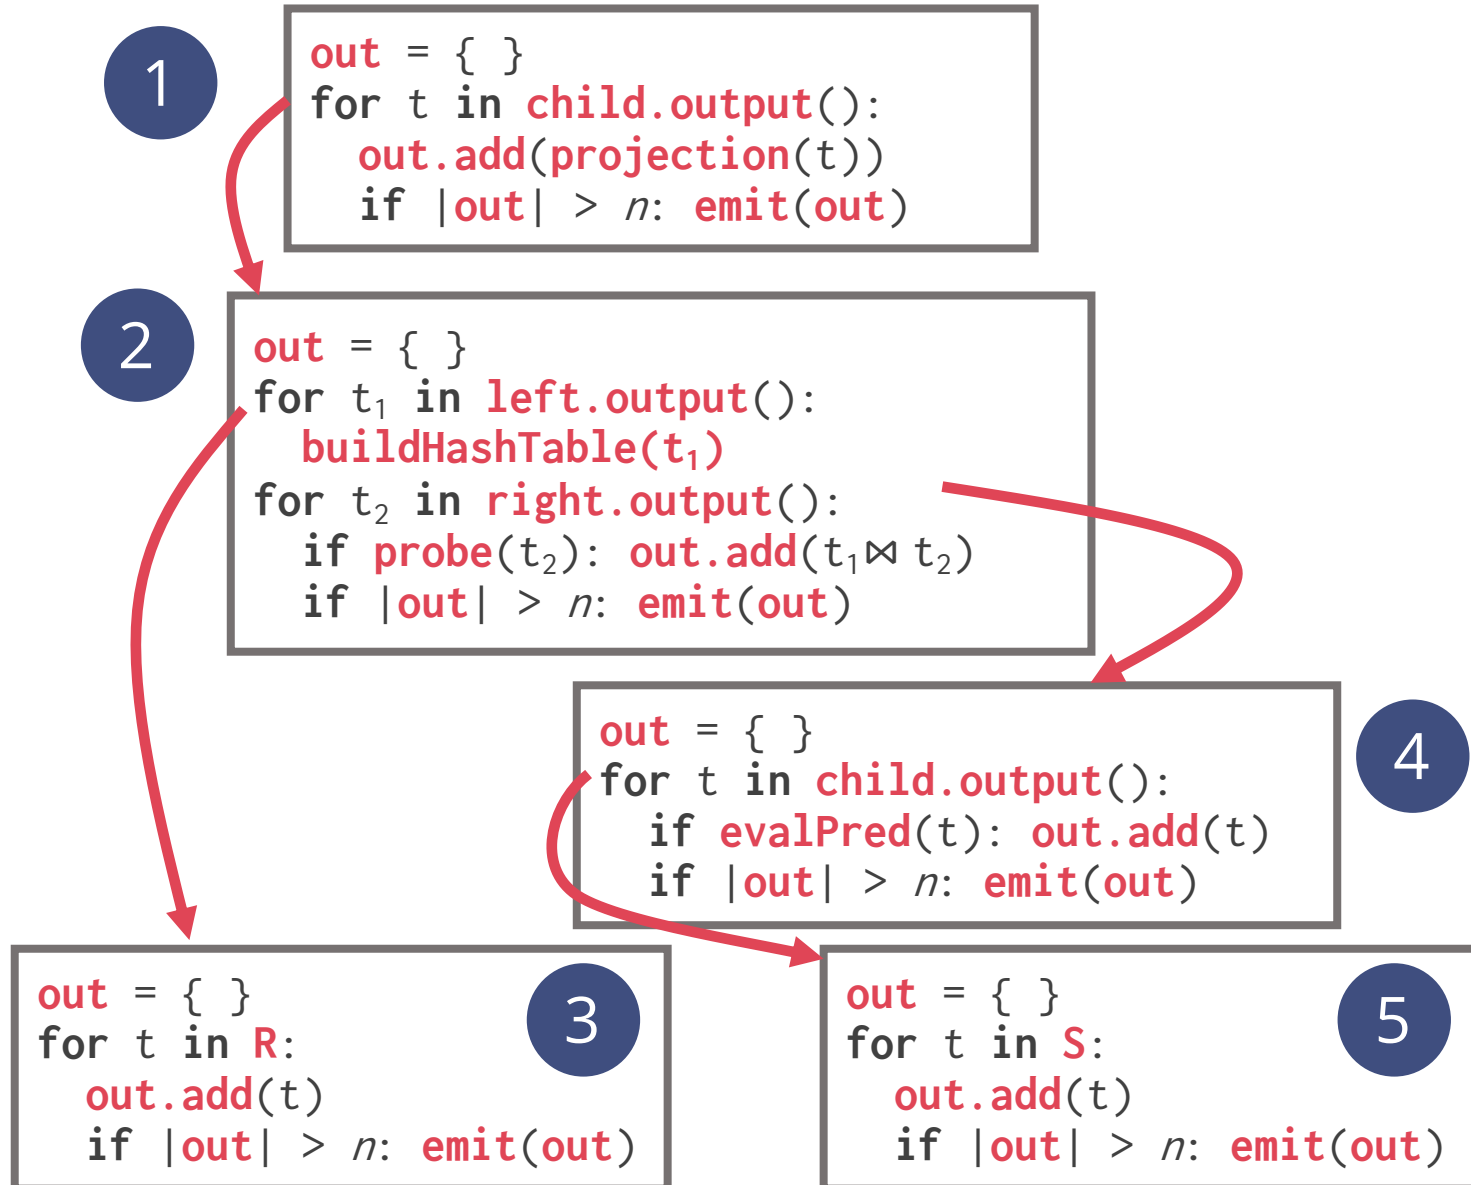 1
out = { }
for t in child.output():
out.add(projection(t))
if |out| > n: emit(out)
2
out = { }
for t₁ in left.output():
buildHashTable(t₁)
for t₂ in right.output():
if probe(t₂): out.add(t₁⋈ t₂)
if |out| > n: emit(out)
4
out = { }
for t in child.output():
if evalPred(t): out.add(t)
if |out| > n: emit(out)
3
out = { }
for t in R:
out.add(t)
if |out| > n: emit(out)
5
out = { }
for t in S:
out.add(t)
if |out| > n: emit(out)